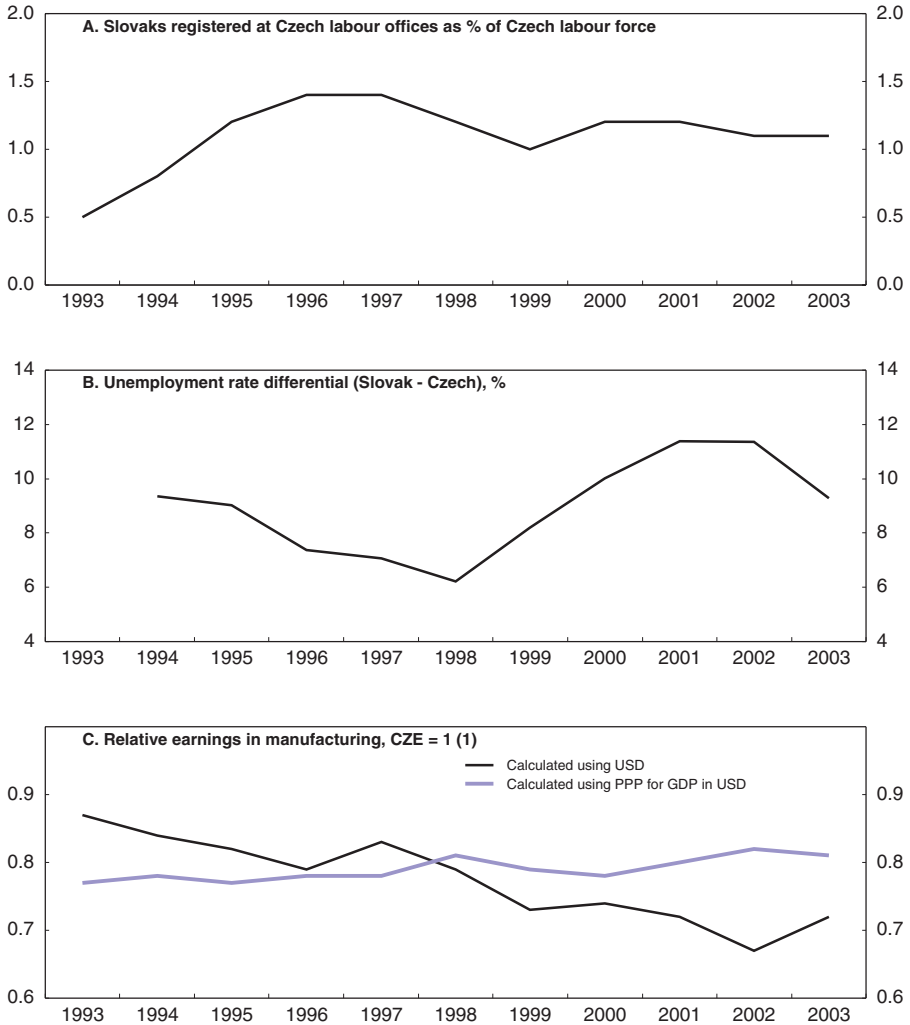 A. Slovaks registered at Czech labour offices as % of Czech labour force
2.0 2.0
1.5 1.5
1.0 1.0
0.5 0.5
0.0 0.0
1993 1994 1995 1996 1997 1998 1999 2000 2001 2002 2003
B. Unemployment rate differential (Slovak - Czech), %
14 14
12 12
10 10
8 8
6 6
4 4
1993 1994 1995 1996 1997 1998 1999 2000 2001 2002 2003
C. Relative earnings in manufacturing, CZE = 1 (1)
Calculated using USD
Calculated using PPP for GDP in USD
0.9 0.9
0.8 0.8
0.7 0.7
0.6 0.6
1993 1994 1995 1996 1997 1998 1999 2000 2001 2002 2003